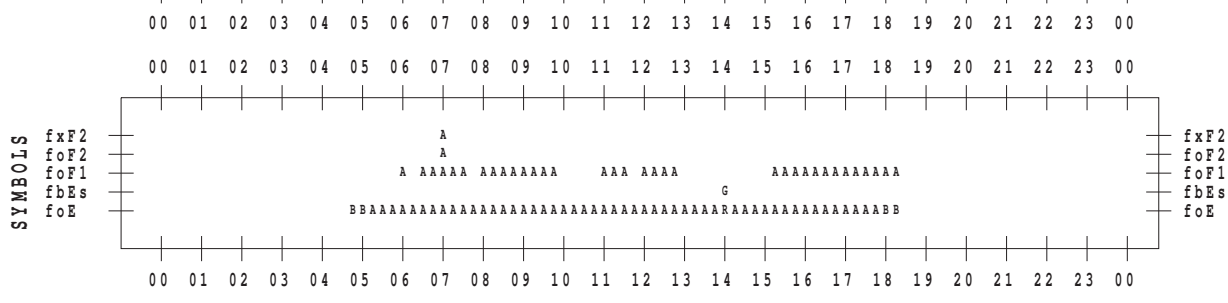 00 01 02 03 04 05 06 07 08 09 10 11 12 13 14 15 16 17 18 19 20 21 22 23 00
00 01 02 03 04 05 06 07 08 09 10 11 12 13 14 15 16 17 18 19 20 21 22 23 00
SYMBOLS
fxF2 A fxF2
foF2 A foF2
foF1 A AAAAA AAAAAAAA AAA AAAA AAAAAAAAAAAAA foF1
fbEs G fbEs
foE BBAAAAAAAAAAAAAAAAAAAAAAAAAAAAAAAAAAARAAAAAAAAAAAAAAABB foE
00 01 02 03 04 05 06 07 08 09 10 11 12 13 14 15 16 17 18 19 20 21 22 23 00